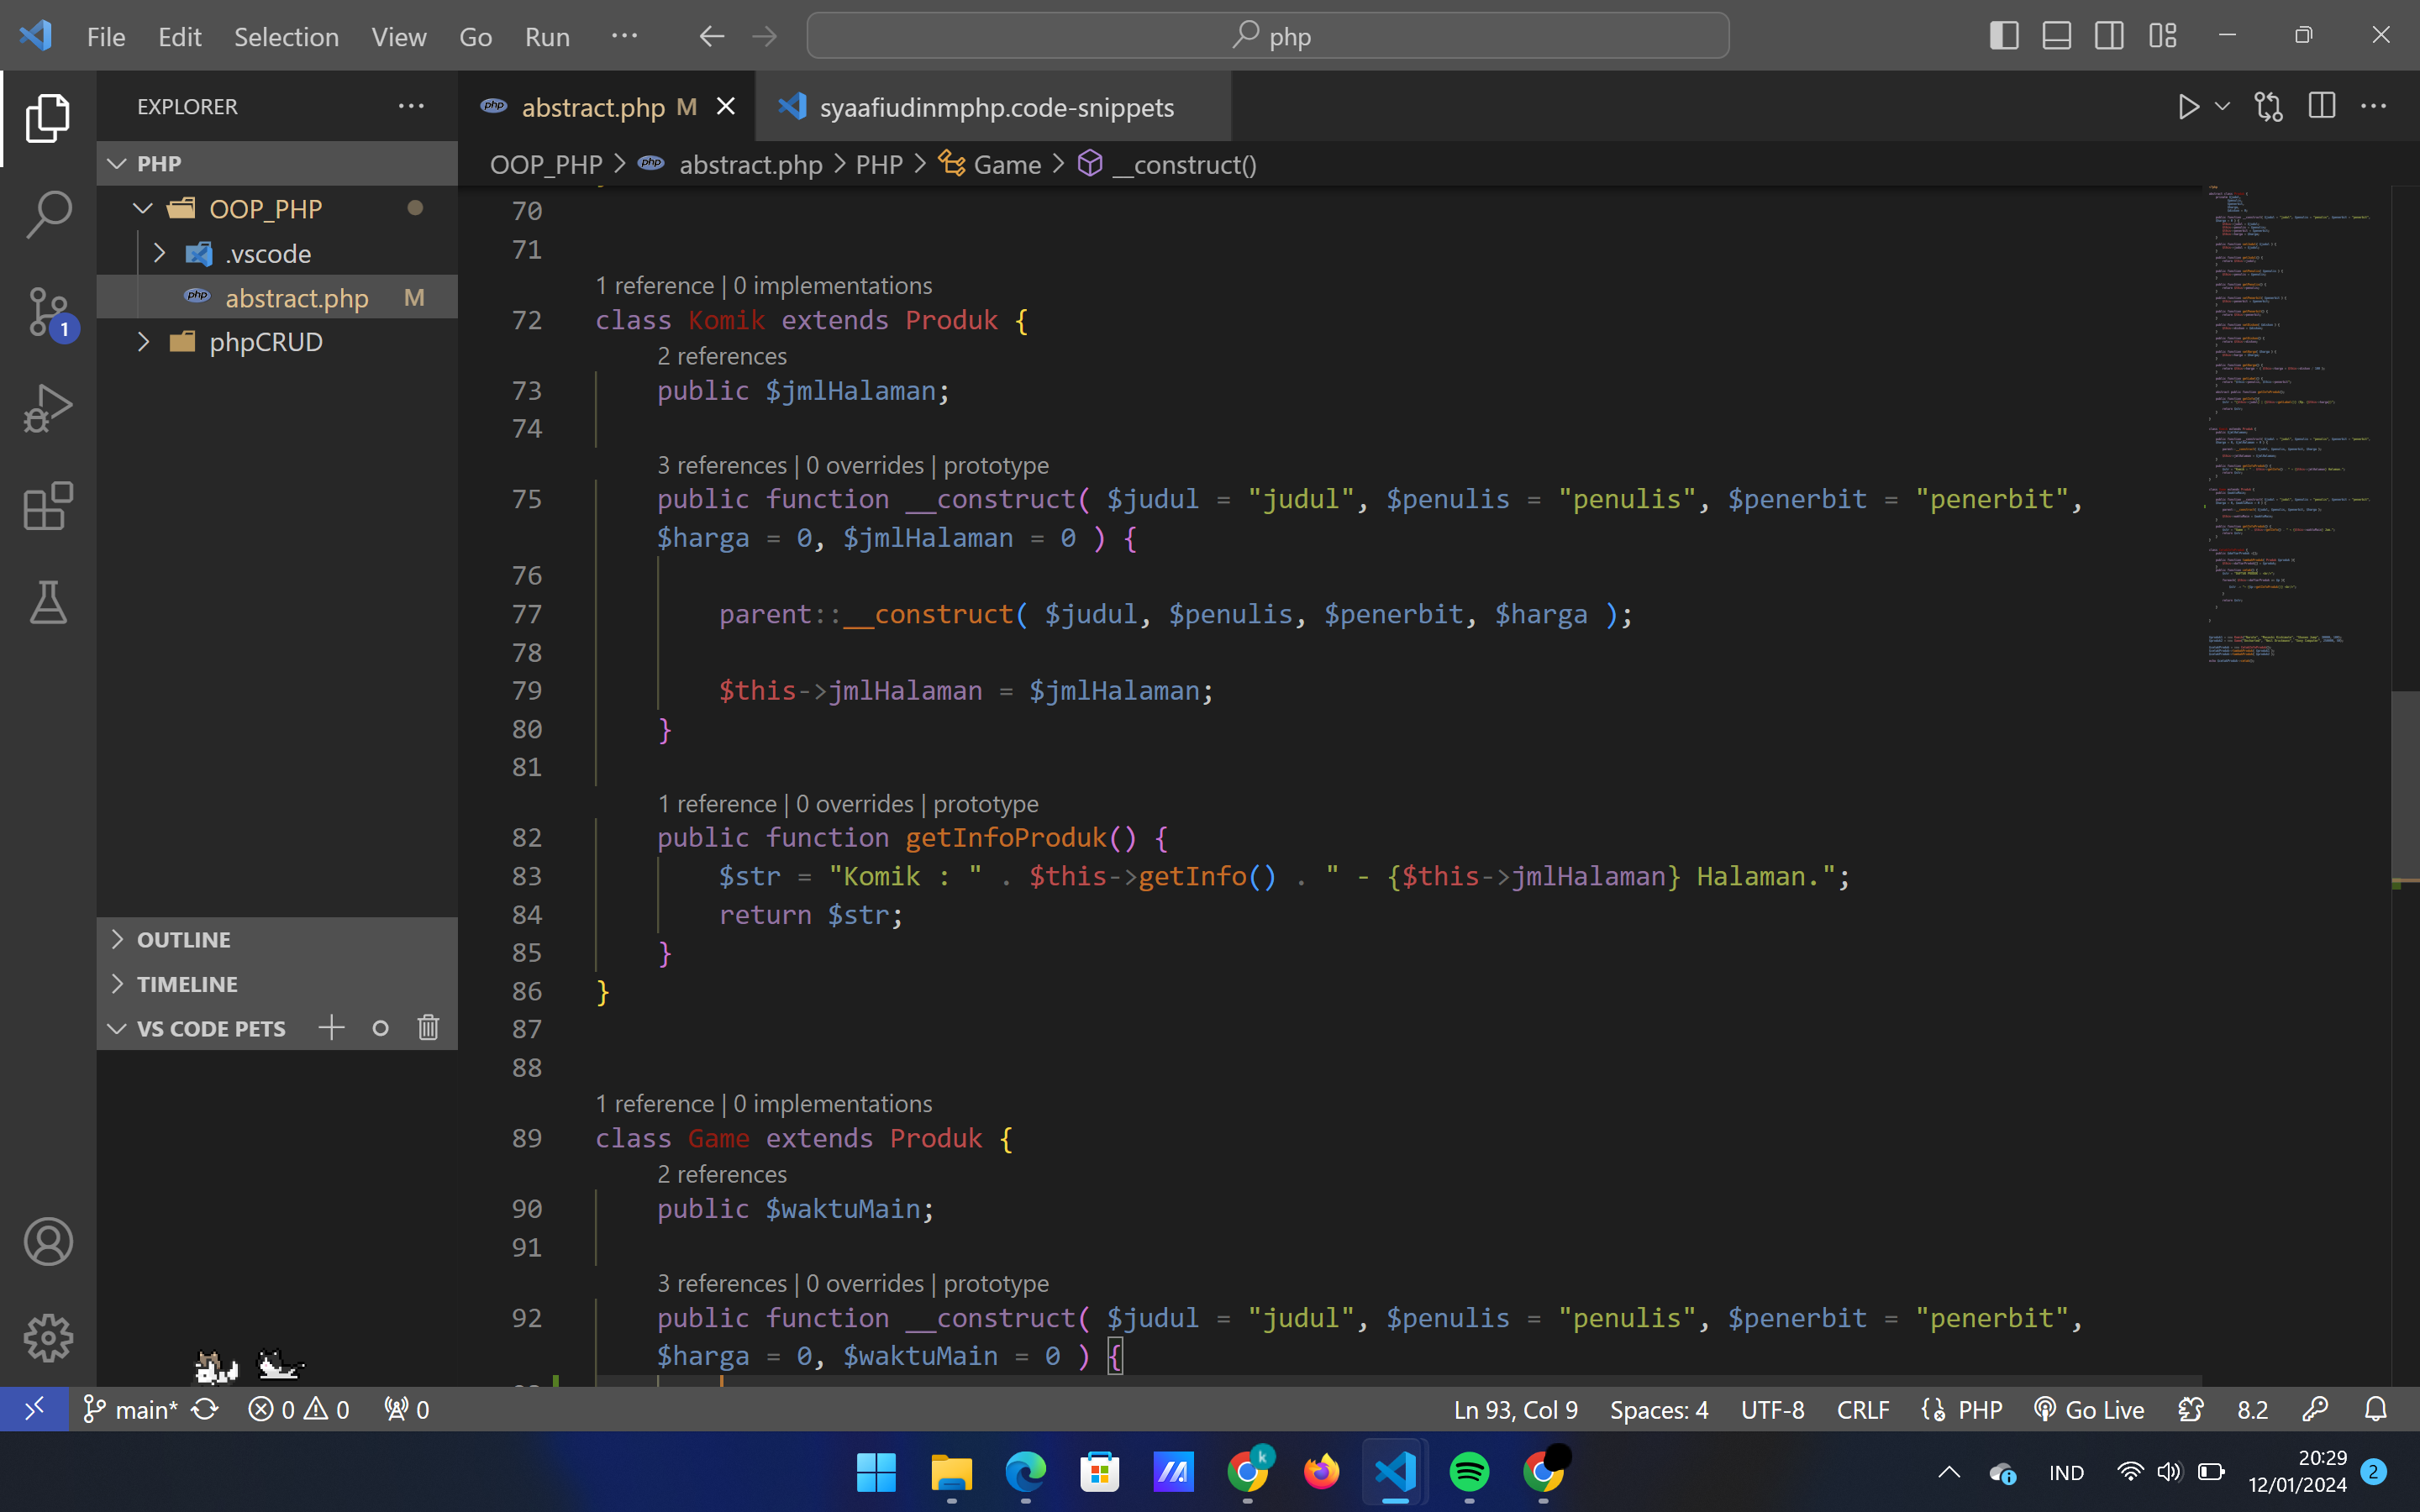 File Edit Selection View Go Run ··· php
EXPLORER ···
abstract.php M
syaafiudinmphp.code-snippets
OOP_PHP > abstract.php > PHP > Game > __construct()
PHP
OOP_PHP
.vscode
abstract.php M
phpCRUD
1
OUTLINE
TIMELINE
VS CODE PETS
70
71
1 reference | 0 implementations
72 class Komik extends Produk {
2 references
73 public $jmlHalaman;
74
3 references | 0 overrides | prototype
75 public function __construct( $judul = "judul", $penulis = "penulis", $penerbit = "penerbit",
$harga = 0, $jmlHalaman = 0 ) {
76
77 parent::__construct( $judul, $penulis, $penerbit, $harga );
78
79 $this->jmlHalaman = $jmlHalaman;
80 }
81
1 reference | 0 overrides | prototype
82 public function getInfoProduk() {
83 $str = "Komik : " . $this->getInfo() . " - {$this->jmlHalaman} Halaman.";
84 return $str;
85 }
86 }
87
88
1 reference | 0 implementations
89 class Game extends Produk {
2 references
90 public $waktuMain;
91
3 references | 0 overrides | prototype
92 public function __construct( $judul = "judul", $penulis = "penulis", $penerbit = "penerbit",
$harga = 0, $waktuMain = 0 ) {
main* 0 0 0 Ln 93, Col 9 Spaces: 4 UTF-8 CRLF PHP Go Live 8.2
k
IND
20:29
12/01/2024
2